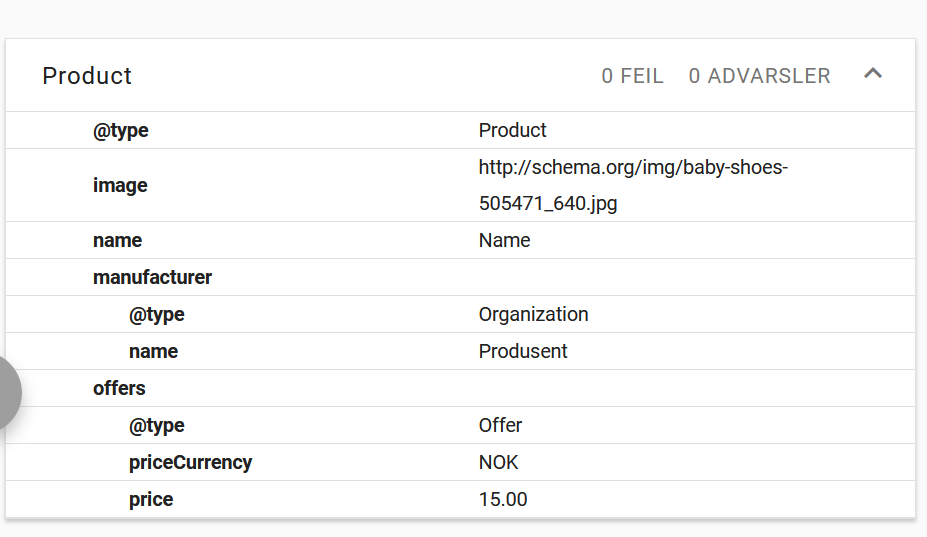 Product 0 FEIL 0 ADVARSLER
@type Product
image http://schema.org/img/baby-shoes-
505471_640.jpg
name Name
manufacturer
@type Organization
name Produsent
offers
@type Offer
priceCurrency NOK
price 15.00